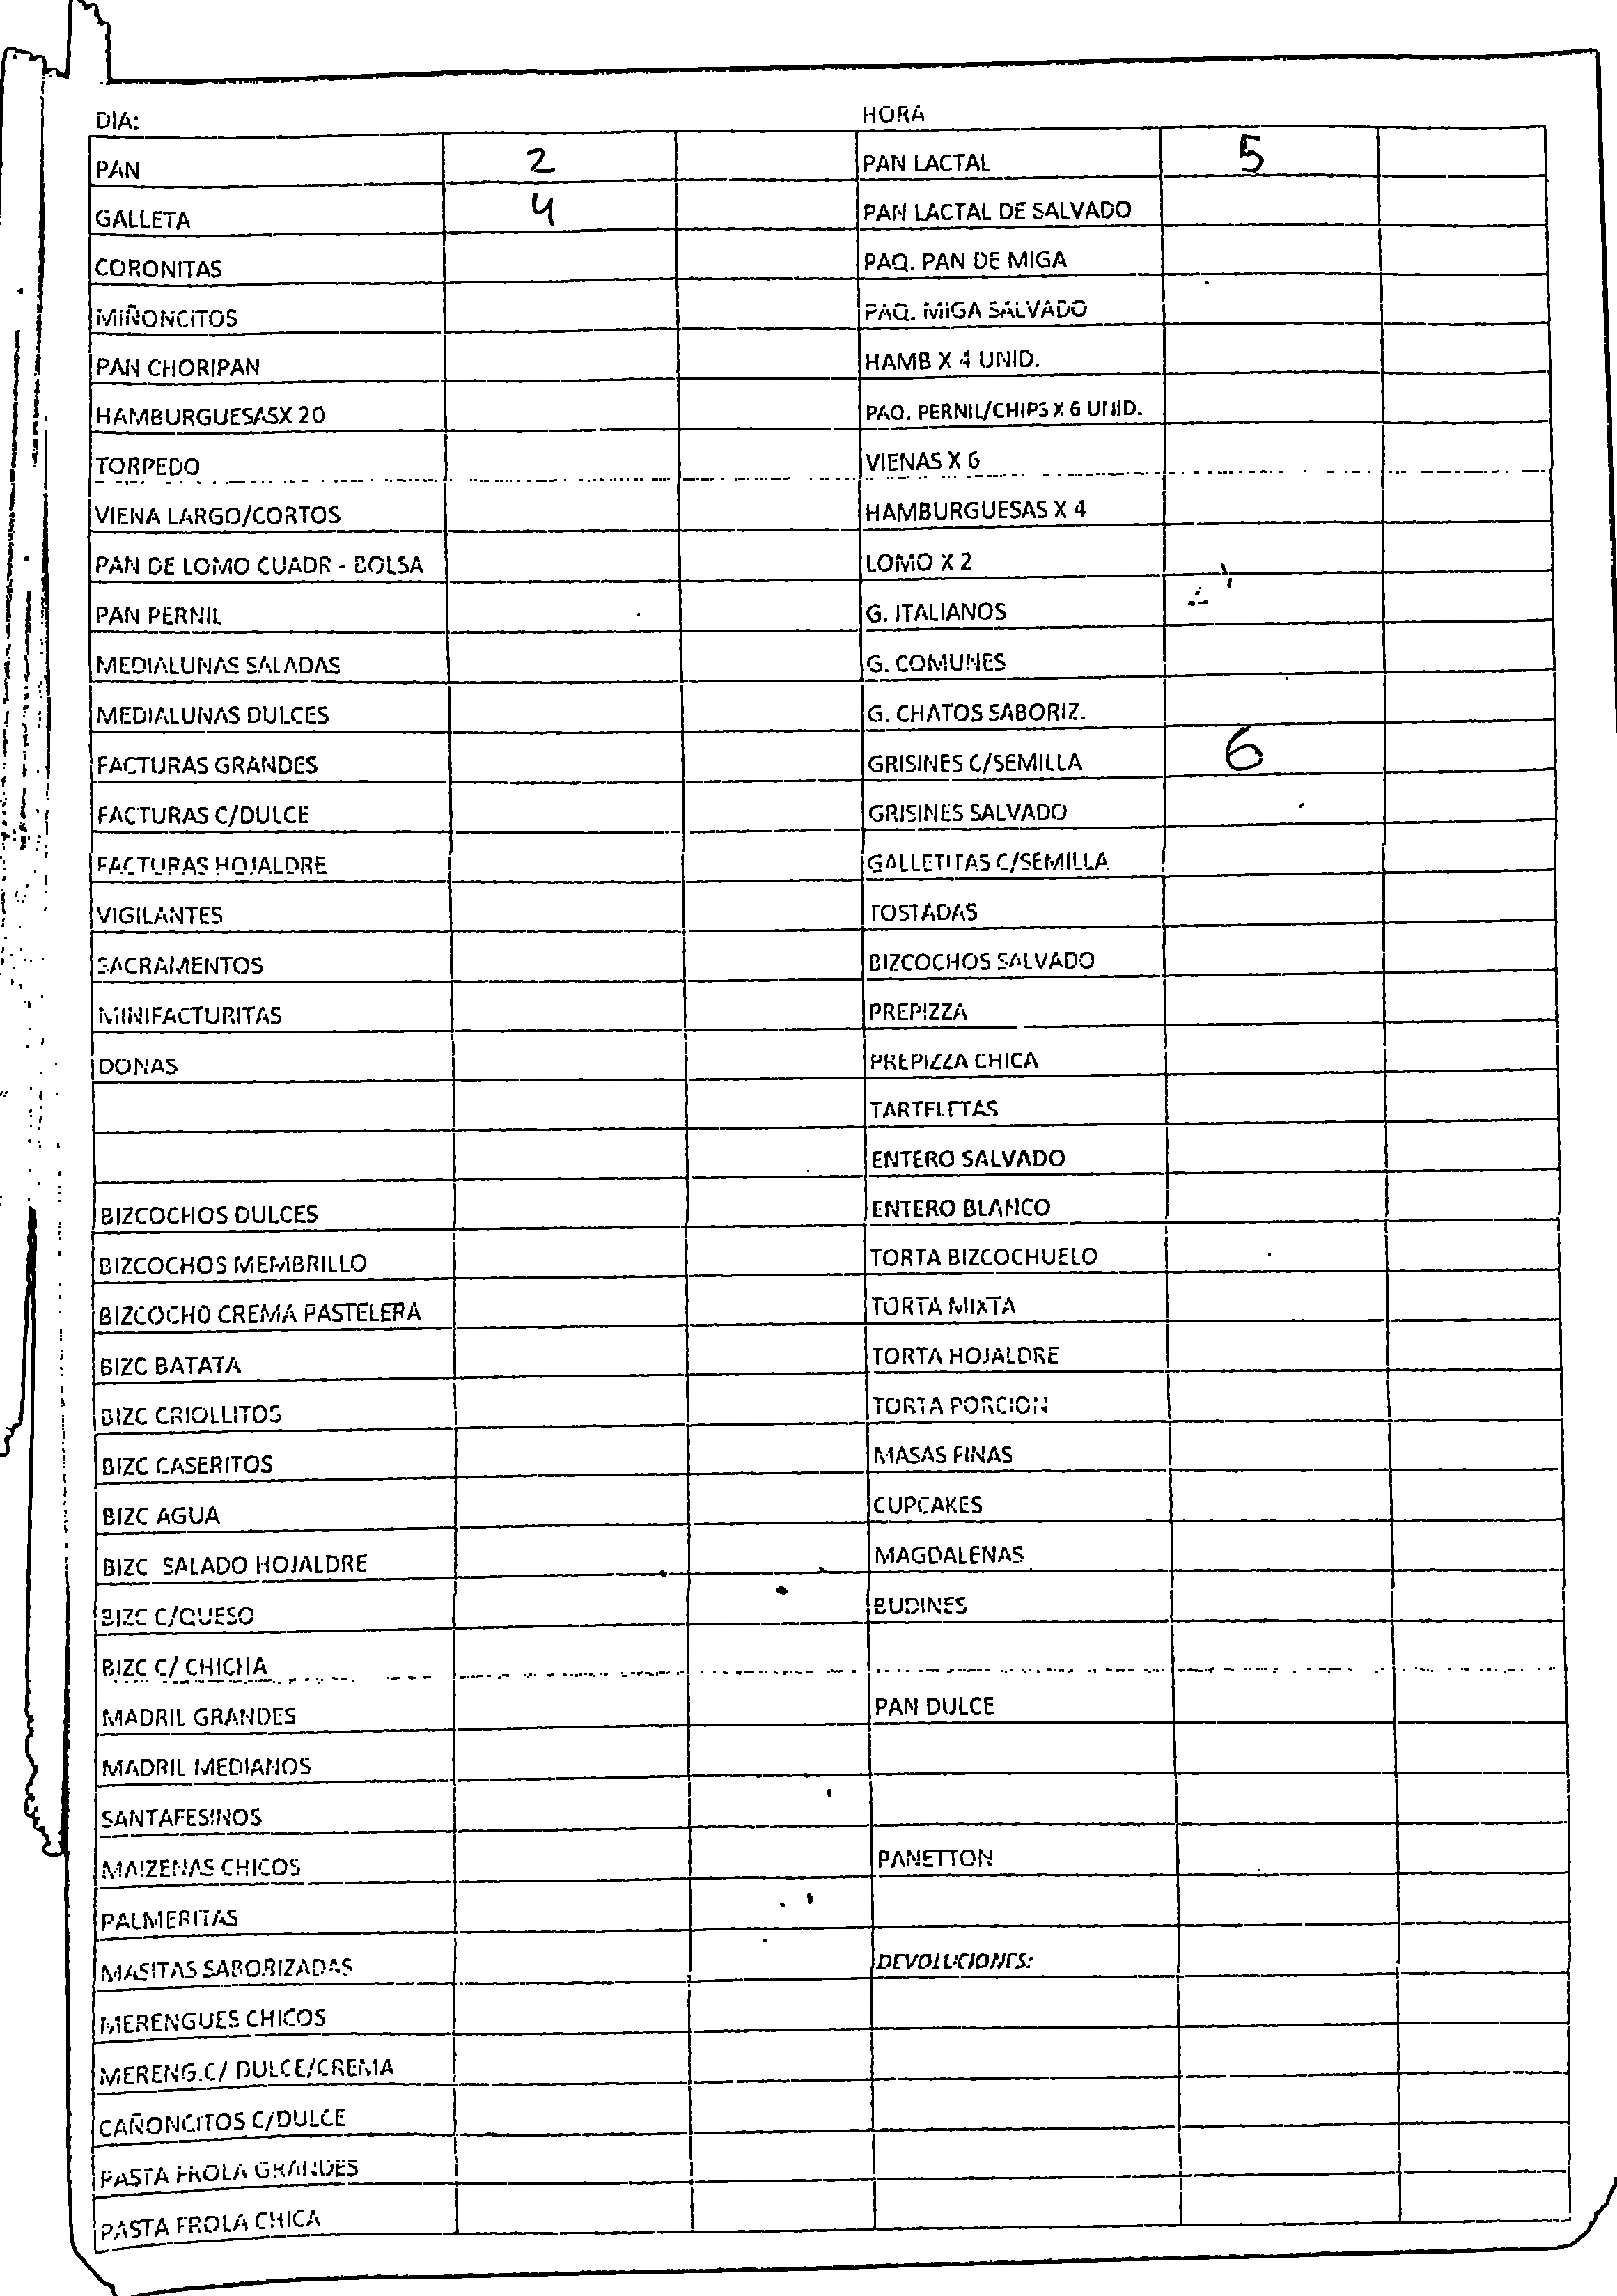 DIA: HORA
PAN 2 PAN LACTAL 5
GALLETA 4 PAN LACTAL DE SALVADO
CORONITAS PAQ. PAN DE MIGA
MIÑONCITOS PAQ. MIGA SALVADO
PAN CHORIPAN HAMB X 4 UNID.
HAMBURGUESASX 20 PAQ. PERNIL/CHIPS X 6 UNID.
TORPEDO VIENAS X 6
VIENA LARGO/CORTOS HAMBURGUESAS X 4
PAN DE LOMO CUADR - BOLSA LOMO X 2
PAN PERNIL G. ITALIANOS
MEDIALUNAS SALADAS G. COMUNES
MEDIALUNAS DULCES G. CHATOS SABORIZ.
FACTURAS GRANDES GRISINES C/SEMILLA 6
FACTURAS C/DULCE GRISINES SALVADO
FACTURAS HOJALDRE GALLETITAS C/SEMILLA
VIGILANTES TOSTADAS
SACRAMENTOS BIZCOCHOS SALVADO
MINIFACTURITAS PREPIZZA
DONAS PREPIZZA CHICA
TARTELETAS
ENTERO SALVADO
BIZCOCHOS DULCES ENTERO BLANCO
BIZCOCHOS MEMBRILLO TORTA BIZCOCHUELO
BIZCOCHO CREMA PASTELERA TORTA MIXTA
BIZC BATATA TORTA HOJALDRE
BIZC CRIOLLITOS TORTA PORCION
BIZC CASERITOS MASAS FINAS
BIZC AGUA CUPCAKES
BIZC SALADO HOJALDRE MAGDALENAS
BIZC C/QUESO BUDINES
BIZC C/ CHICHA
MADRIL GRANDES PAN DULCE
MADRIL MEDIANOS
SANTAFESINOS
MAIZENAS CHICOS PANETTON
PALMERITAS
MASITAS SABORIZADAS DEVOLUCIONES:
MERENGUES CHICOS
MERENG.C/ DULCE/CREMA
CAÑONCITOS C/DULCE
PASTA FROLA GRANDES
PASTA FROLA CHICA